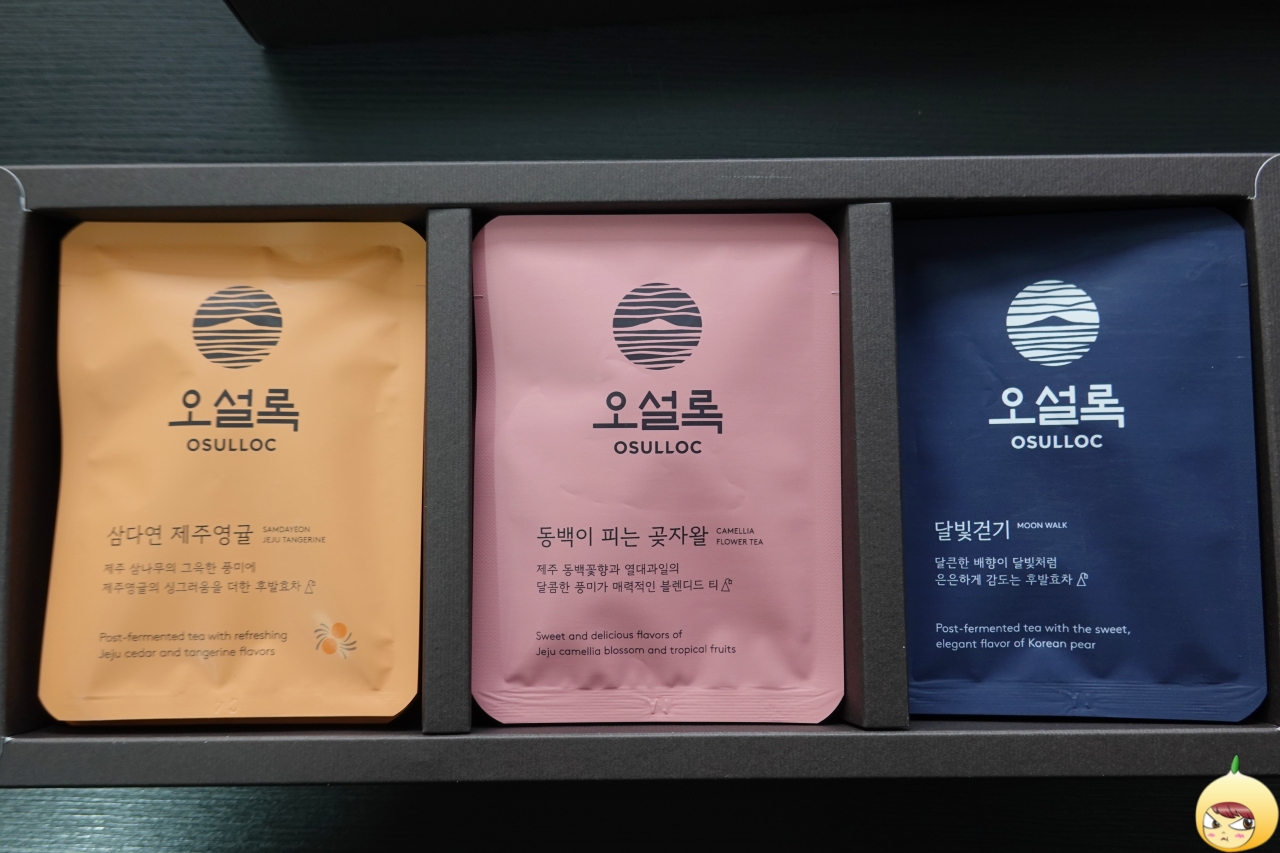 오설록
OSULLOC
삼다연 제주영귤 SAMDAYEON
JEJU TANGERINE
제주 삼나무의 그윽한 풍미에
제주영귤의 싱그러움을 더한 후발효차
Post-fermented tea with refreshing
Jeju cedar and tangerine flavors
오설록
OSULLOC
동백이 피는 곶자왈 CAMELLIA
FLOWER TEA
제주 동백꽃향과 열대과일의
달콤한 풍미가 매력적인 블렌디드 티
Sweet and delicious flavors of
Jeju camellia blossom and tropical fruits
오설록
OSULLOC
달빛걷기 MOON WALK
달큰한 배향이 달빛처럼
은은하게 감도는 후발효차
Post-fermented tea with the sweet,
elegant flavor of Korean pear